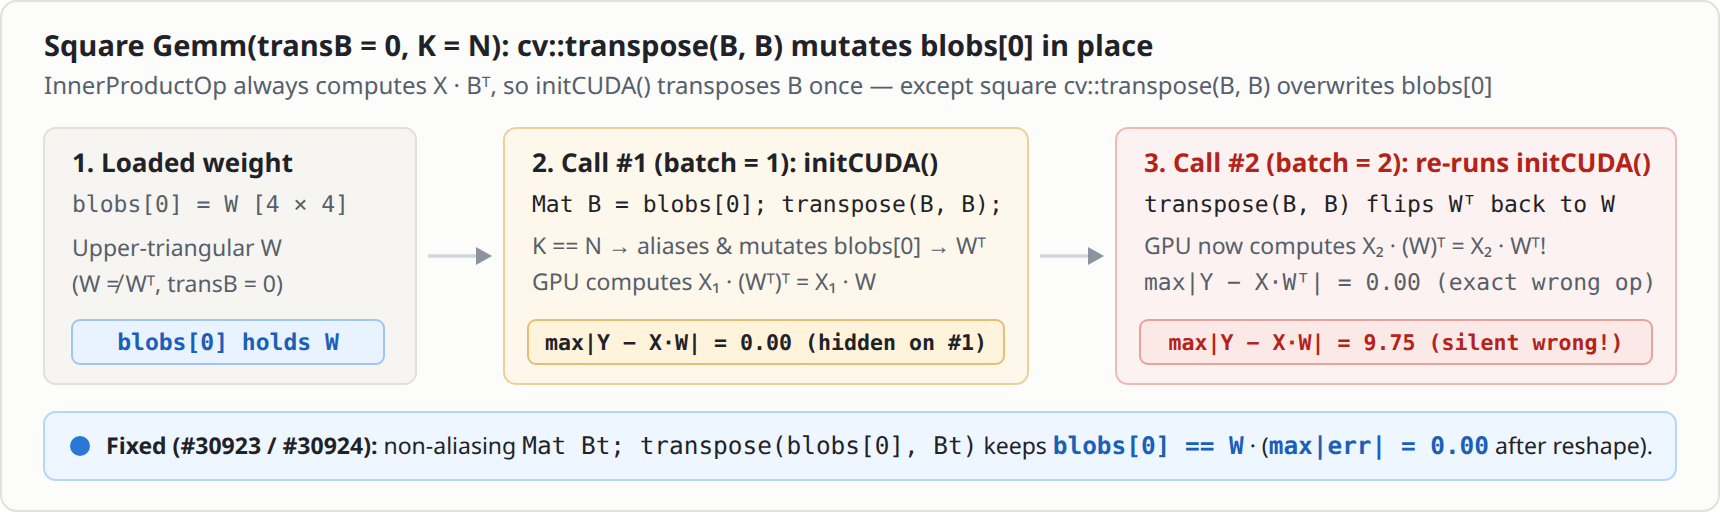 Square Gemm(transB = 0, K = N): cv::transpose(B, B) mutates blobs[0] in place
InnerProductOp always computes X · Bᵀ, so initCUDA() transposes B once — except square cv::transpose(B, B) overwrites blobs[0]
1. Loaded weight
blobs[0] = W [4 × 4]
Upper-triangular W
(W ≠ Wᵀ, transB = 0)
blobs[0] holds W
2. Call #1 (batch = 1): initCUDA()
Mat B = blobs[0]; transpose(B, B);
K == N → aliases & mutates blobs[0] → Wᵀ
GPU computes X₁ · (Wᵀ)ᵀ = X₁ · W
max|Y − X·W| = 0.00 (hidden on #1)
3. Call #2 (batch = 2): re-runs initCUDA()
transpose(B, B) flips Wᵀ back to W
GPU now computes X₂ · (W)ᵀ = X₂ · Wᵀ!
max|Y − X·Wᵀ| = 0.00 (exact wrong op)
max|Y − X·W| = 9.75 (silent wrong!)
Fixed (#30923 / #30924): non-aliasing Mat Bt; transpose(blobs[0], Bt) keeps blobs[0] == W · (max|err| = 0.00 after reshape).